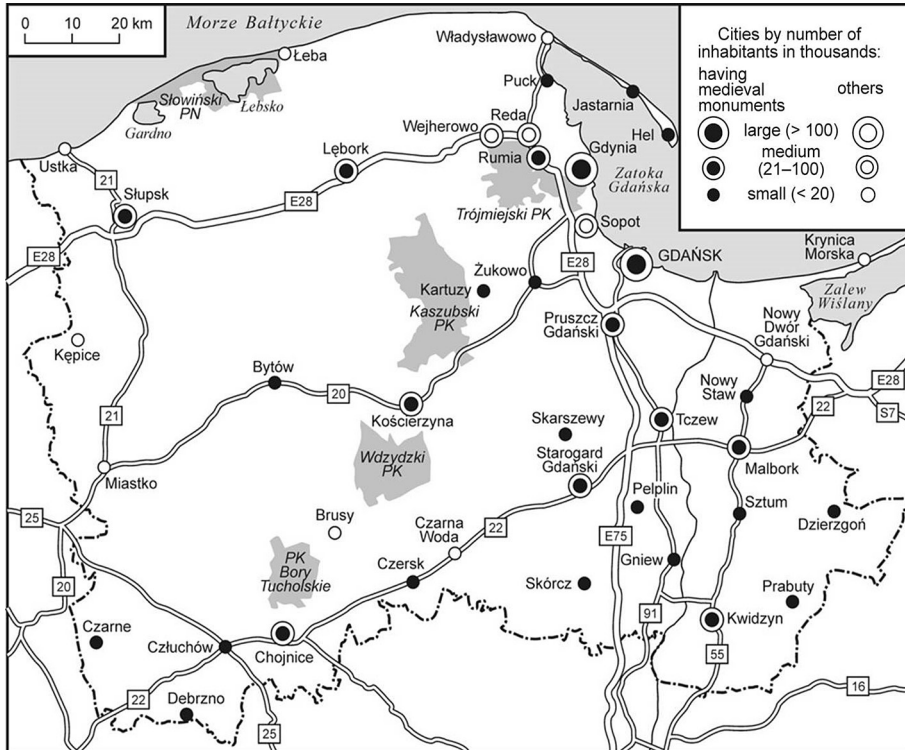 0 10 20 km
Morze Bałtyckie
Cities by number of
inhabitants in thousands:
having
medieval
monuments
others
large (> 100)
medium
(21–100)
small (< 20)
Łeba
Władysławowo
Słowiński
PN
Łebsko
Gardno
Puck
Jastarnia
Hel
Ustka
21
Słupsk
Lębork
E28
Wejherowo
Reda
Rumia
Gdynia
Zatoka
Gdańska
Trójmiejski PK
Sopot
E28
E28
GDAŃSK
Krynica
Morska
Zalew
Wiślany
Żukowo
Kartuzy
Kaszubski
PK
Pruszcz
Gdański
Nowy
Dwór
Gdański
Kępice
Bytów
20
21
Kościerzyna
Nowy
Staw
E28
22
S7
Skarszewy
Tczew
Starogard
Gdański
Malbork
Wdzydzki
PK
Miastko
Pelplin
Sztum
Dzierzgoń
25
Brusy
Czarna
Woda
22
E75
PK
Bory
Tucholskie
Czersk
Gniew
Skórcz
Prabuty
20
91
Kwidzyn
Czarne
Człuchów
Chojnice
55
22
Debrzno
25
16